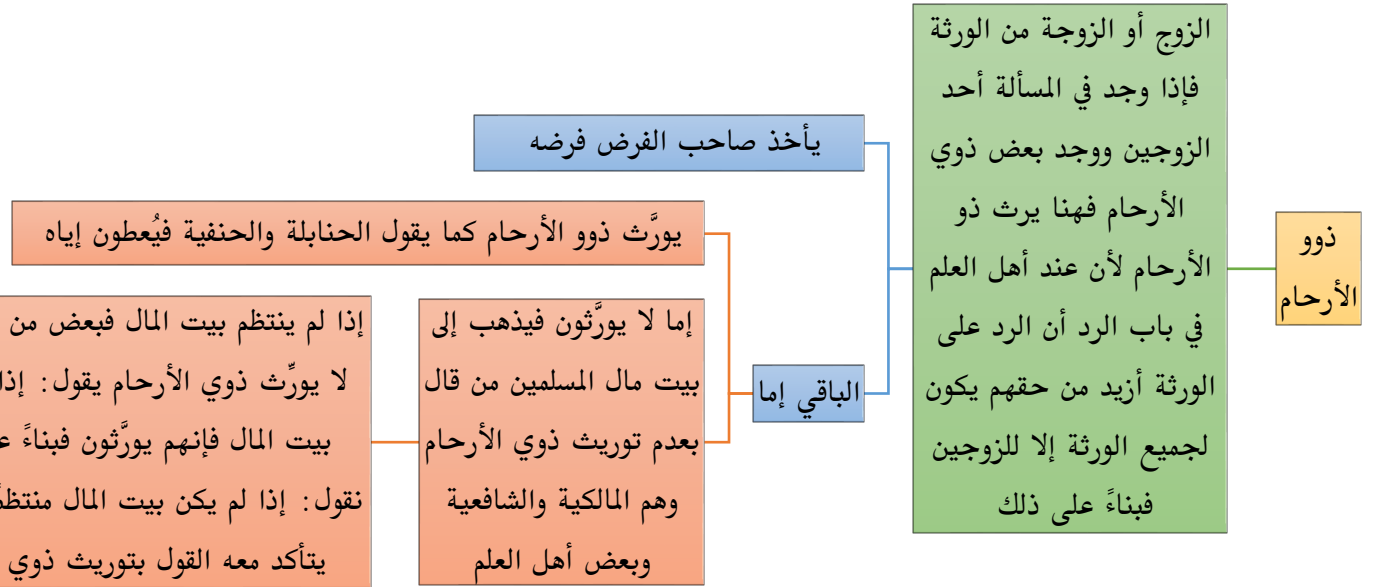 ذوو
الأرحام
الزوج أو الزوجة من الورثة
فإذا وجد في المسألة أحد
الزوجين ووجد بعض ذوي
الأرحام فهنا يرث ذو
الأرحام لأن عند أهل العلم
في باب الرد أن الرد على
الورثة أزيد من حقهم يكون
لجميع الورثة إلا للزوجين
فبناءً على ذلك
يأخذ صاحب الفرض فرضه
الباقي إما
يورَّث ذوو الأرحام كما يقول الحنابلة والحنفية فيُعطون إياه
إما لا يورَّثون فيذهب إلى
بيت مال المسلمين من قال
بعدم توريث ذوي الأرحام
وهم المالكية والشافعية
وبعض أهل العلم
إذا لم ينتظم بيت المال فبعض من
لا يورِّث ذوي الأرحام يقول: إذا
بيت المال فإنهم يورَّثون فبناءً
نقول: إذا لم يكن بيت المال
يتأكد معه القول بتوريث ذوي